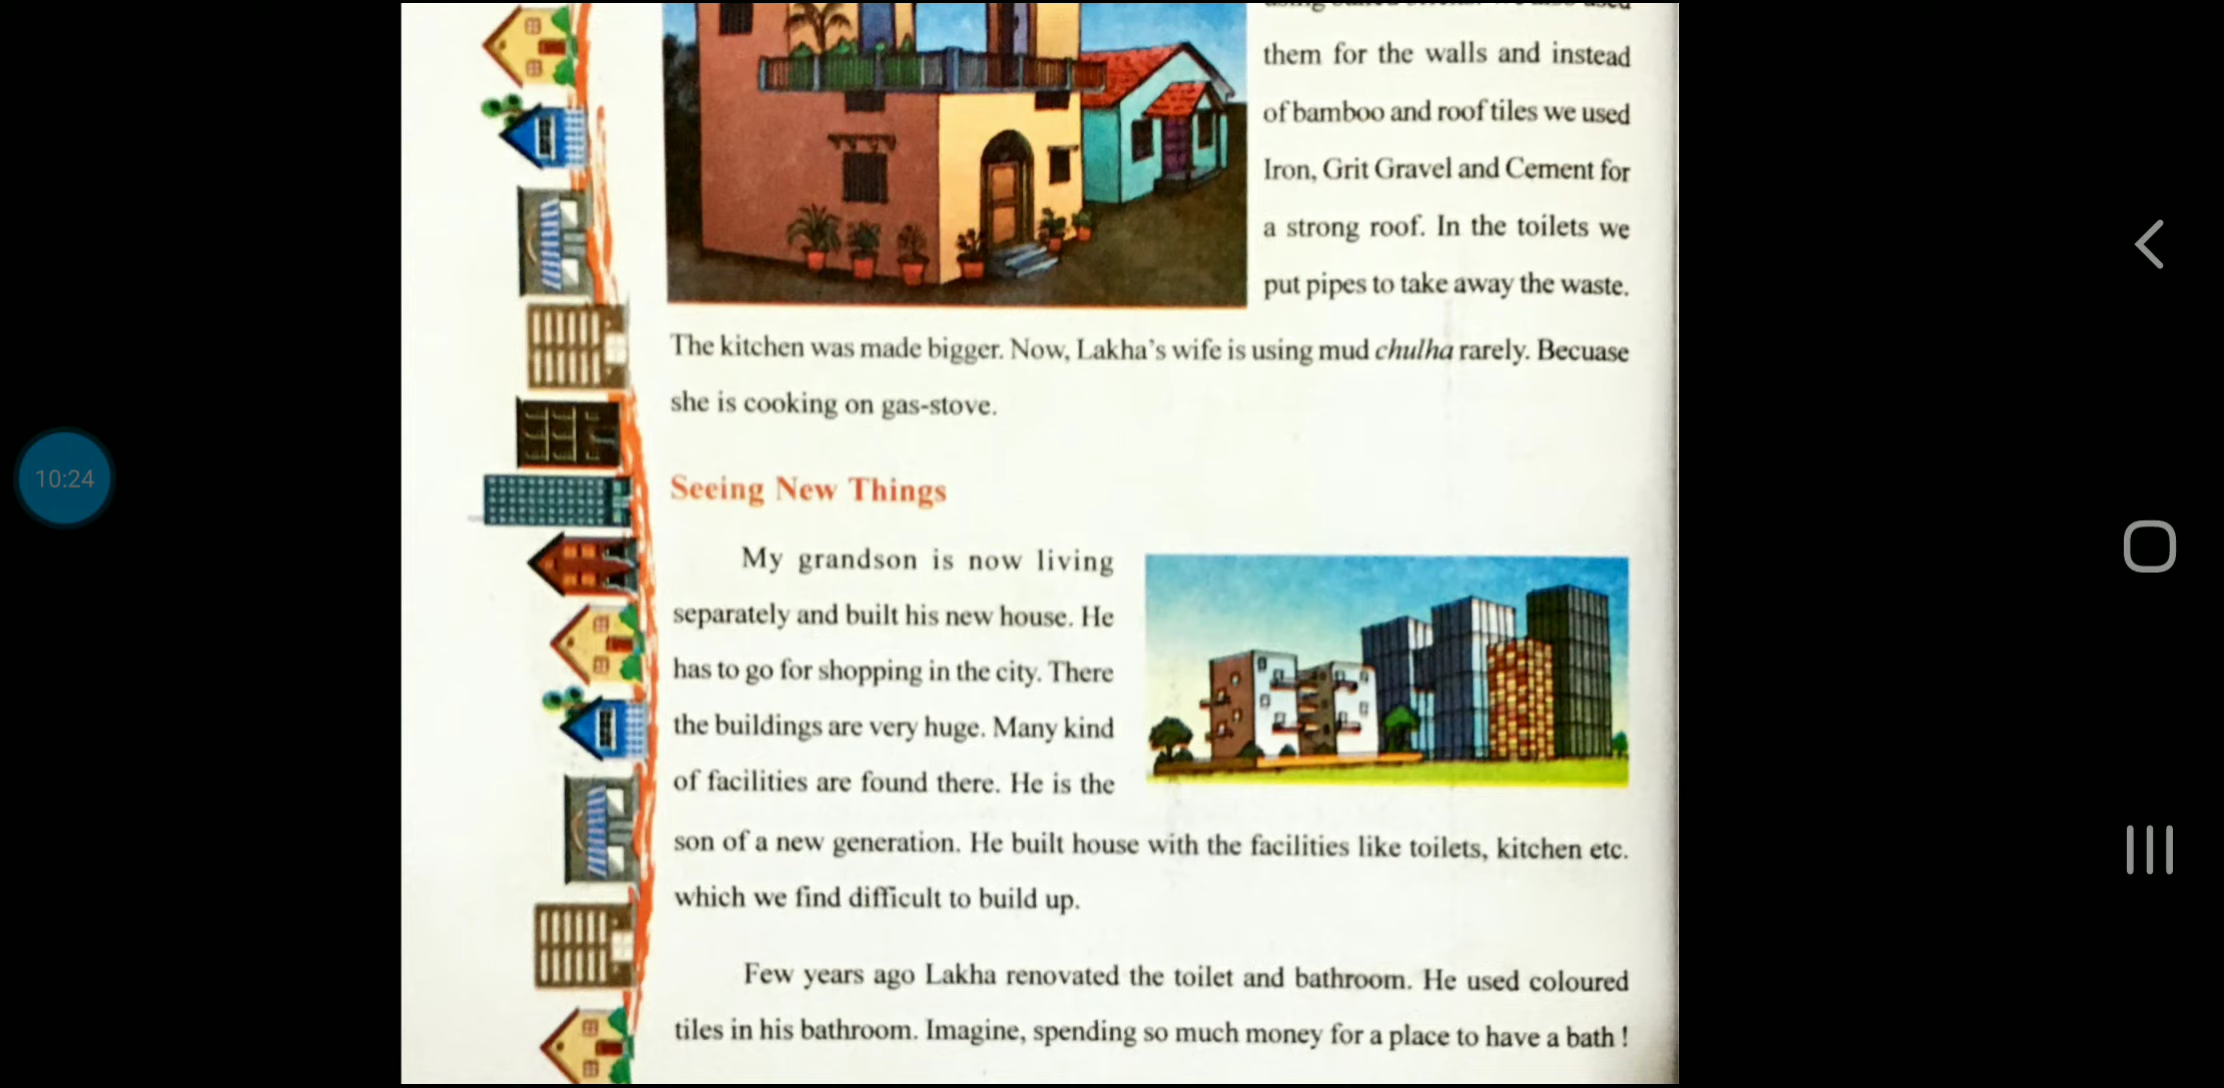 them for the walls and instead
of bamboo and roof tiles we used
Iron, Grit Gravel and Cement for
a strong roof. In the toilets we
put pipes to take away the waste.
The kitchen was made bigger. Now, Lakha's wife is using mud chulha rarely. Becuase
she is cooking on gas-stove.
10:24
Seeing New Things
My grandson is now living
separately and built his new house. He
has to go for shopping in the city. There
the buildings are very huge. Many kind
of facilities are found there. He is the
son of a new generation. He built house with the facilities like toilets, kitchen etc.
which we find difficult to build up.
Few years ago Lakha renovated the toilet and bathroom. He used coloured
tiles in his bathroom. Imagine, spending so much money for a place to have a bath !